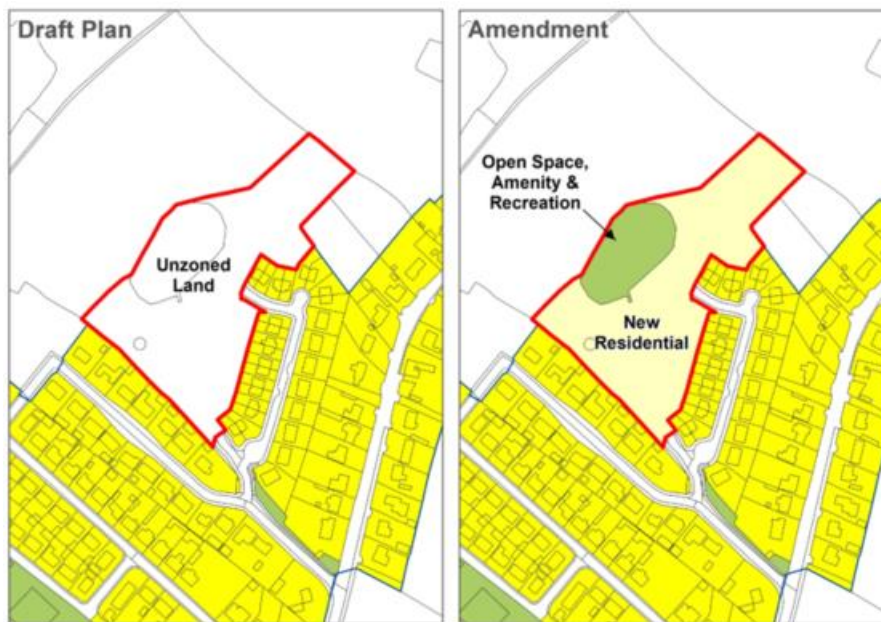 Draft Plan
Unzoned
Land
Amendment
Open Space,
Amenity &
Recreation
New
Residential